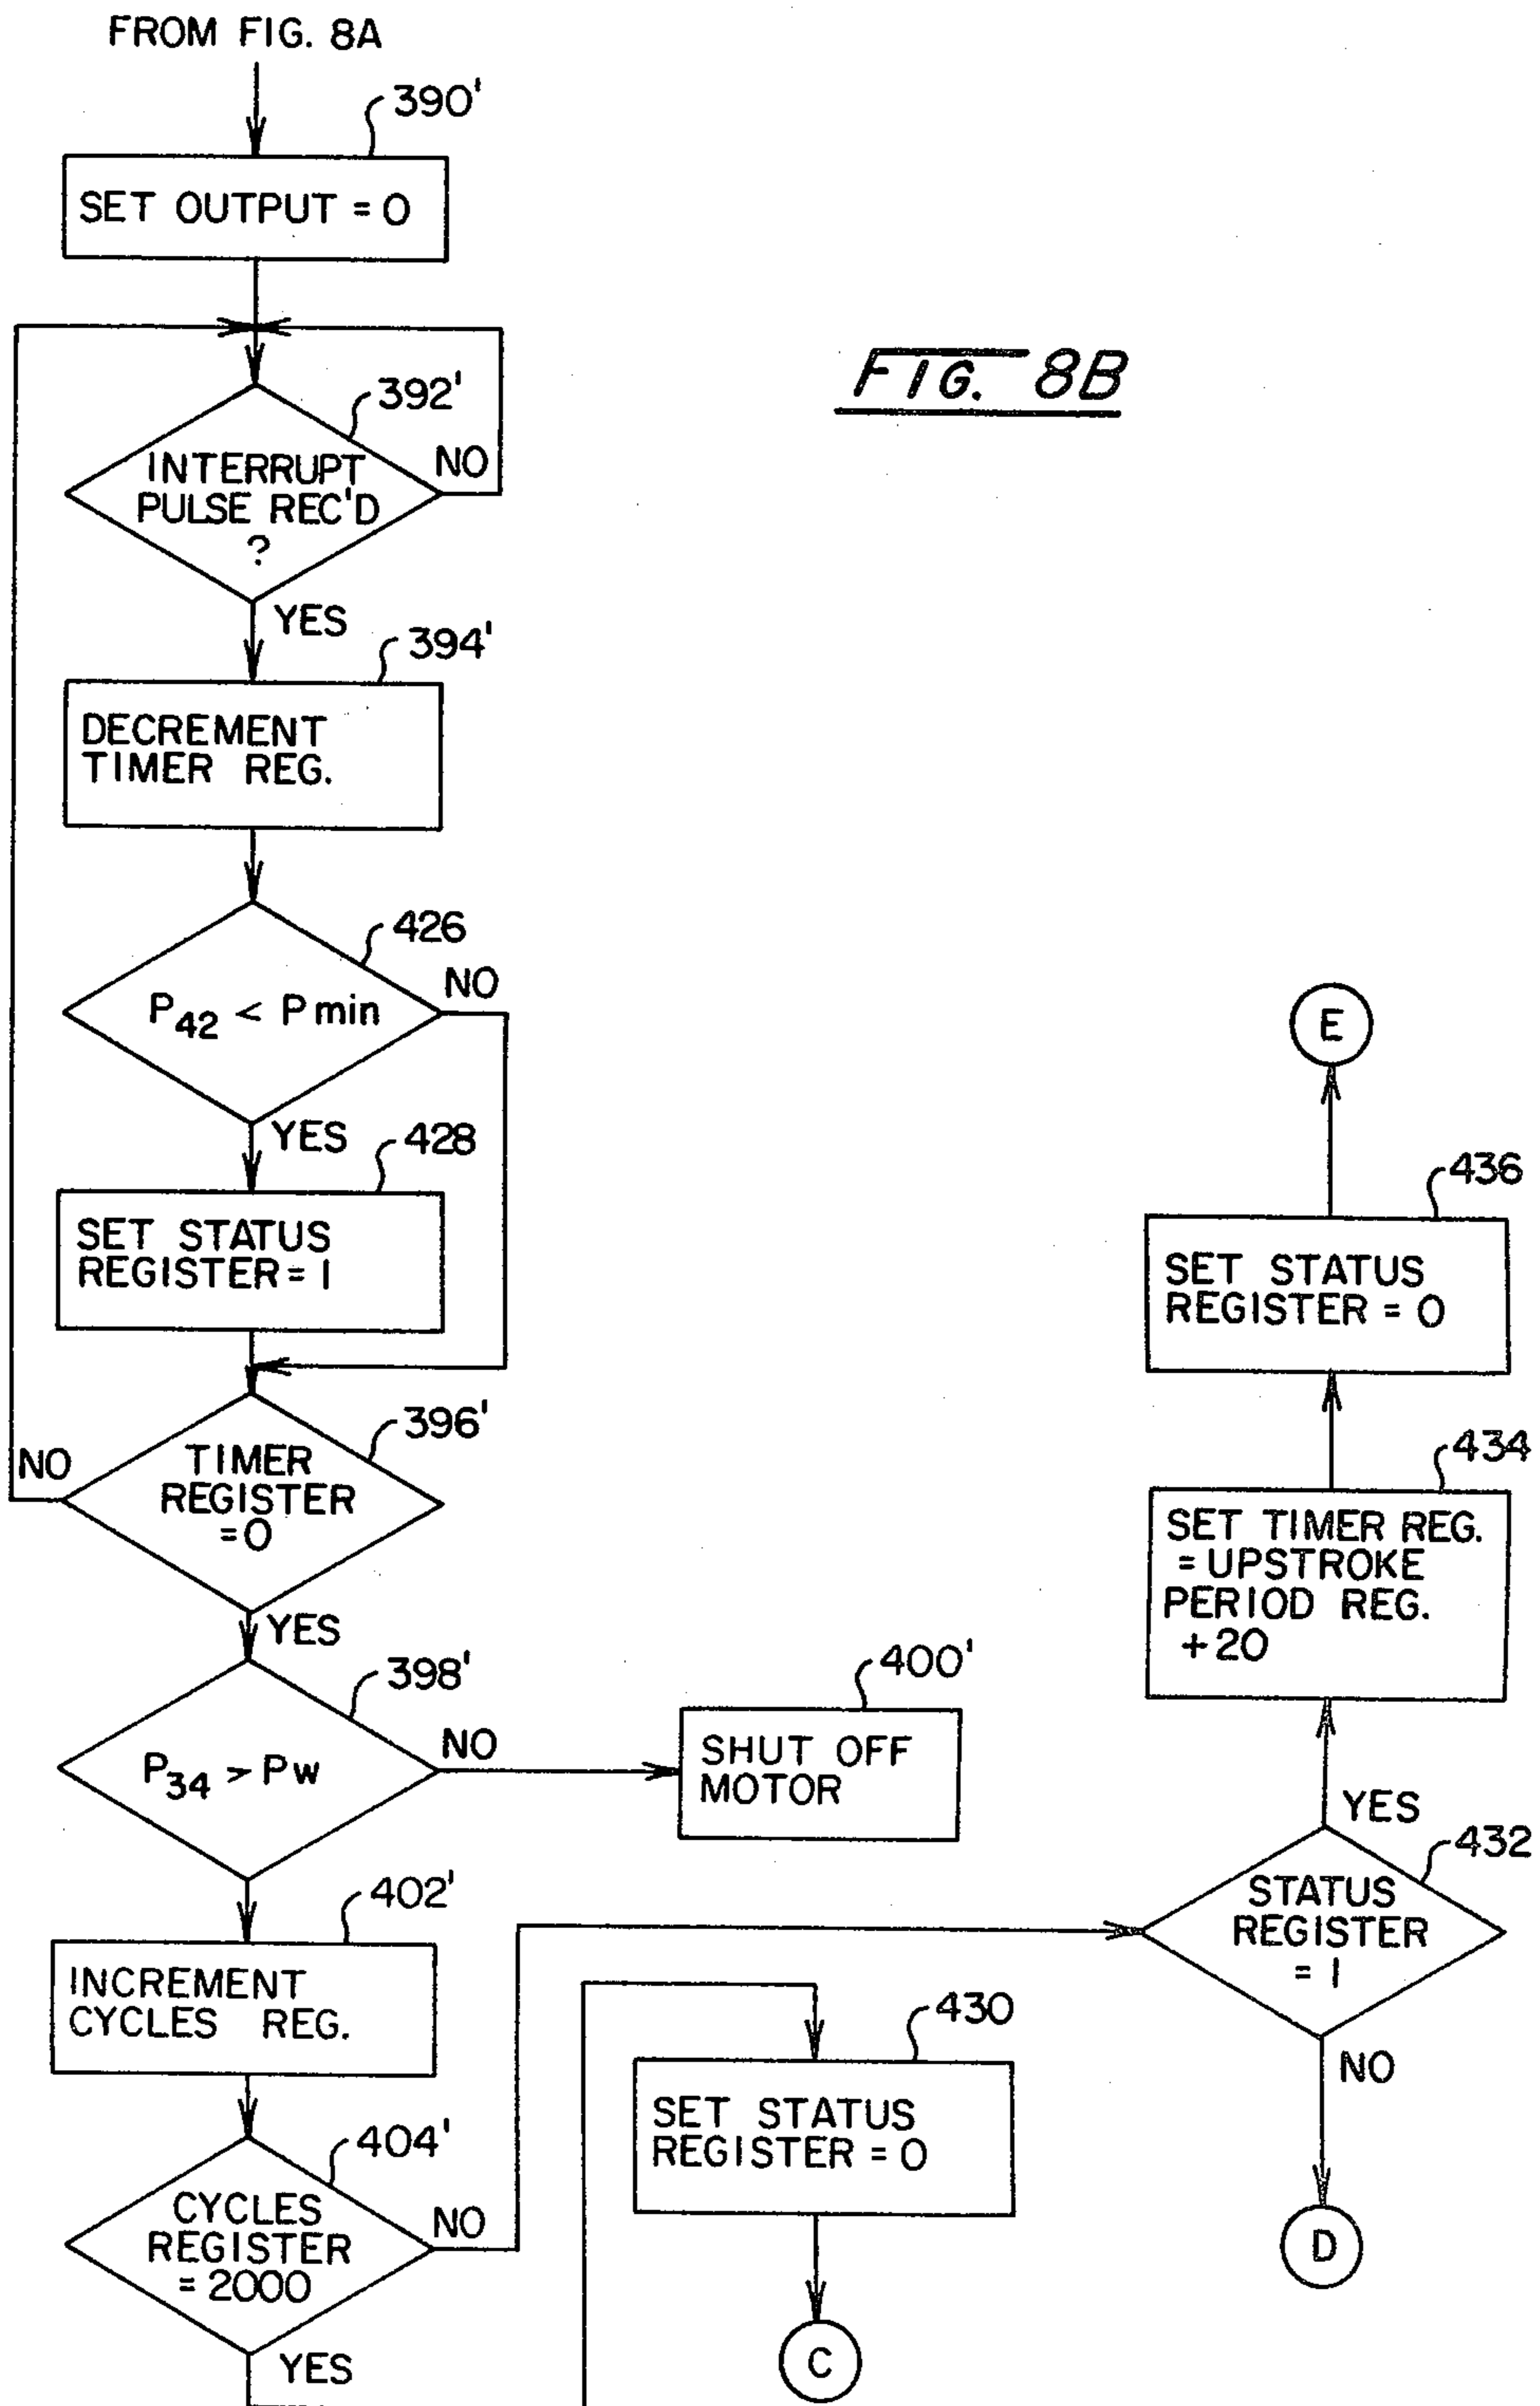 FROM FIG. 8A
390'
SET OUTPUT = 0
FIG. 8B
392'
INTERRUPT
PULSE REC'D
?
NO
YES
394'
DECREMENT
TIMER REG.
426
P42 < Pmin
NO
YES
428
SET STATUS
REGISTER = 1
396'
TIMER
REGISTER
=0
NO
YES
398'
P34 > Pw
NO
400'
SHUT OFF
MOTOR
402'
INCREMENT
CYCLES REG.
404'
CYCLES
REGISTER
= 2000
NO
YES
430
SET STATUS
REGISTER = 0
C
E
436
SET STATUS
REGISTER = 0
434
SET TIMER REG.
= UPSTROKE
PERIOD REG.
+20
YES
432
STATUS
REGISTER
= 1
NO
D